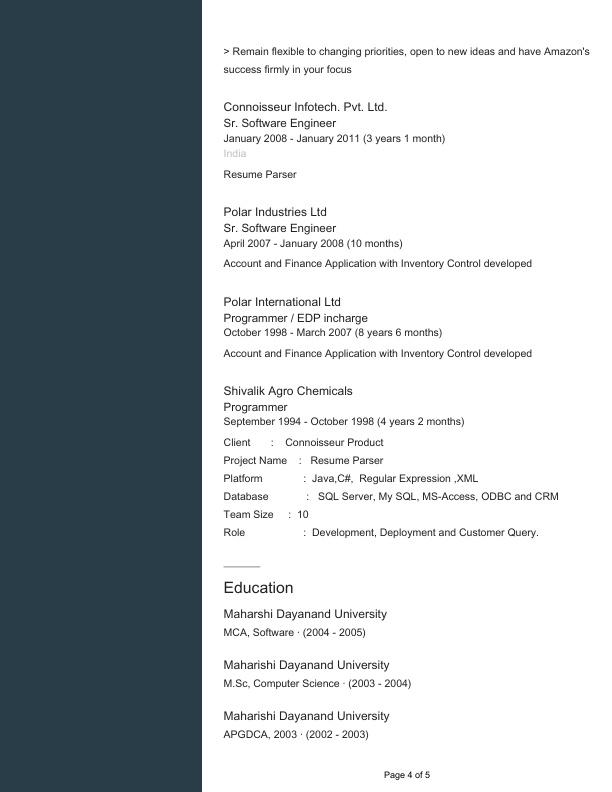 > Remain flexible to changing priorities, open to new ideas and have Amazon's
success firmly in your focus
Connoisseur Infotech. Pvt. Ltd.
Sr. Software Engineer
January 2008 - January 2011 (3 years 1 month)
India
Resume Parser
Polar Industries Ltd
Sr. Software Engineer
April 2007 - January 2008 (10 months)
Account and Finance Application with Inventory Control developed
Polar International Ltd
Programmer / EDP incharge
October 1998 - March 2007 (8 years 6 months)
Account and Finance Application with Inventory Control developed
Shivalik Agro Chemicals
Programmer
September 1994 - October 1998 (4 years 2 months)
Client : Connoisseur Product
Project Name : Resume Parser
Platform : Java,C#, Regular Expression ,XML
Database : SQL Server, My SQL, MS-Access, ODBC and CRM
Team Size : 10
Role : Development, Deployment and Customer Query.
Education
Maharshi Dayanand University
MCA, Software · (2004 - 2005)
Maharishi Dayanand University
M.Sc, Computer Science · (2003 - 2004)
Maharishi Dayanand University
APGDCA, 2003 · (2002 - 2003)
Page 4 of 5